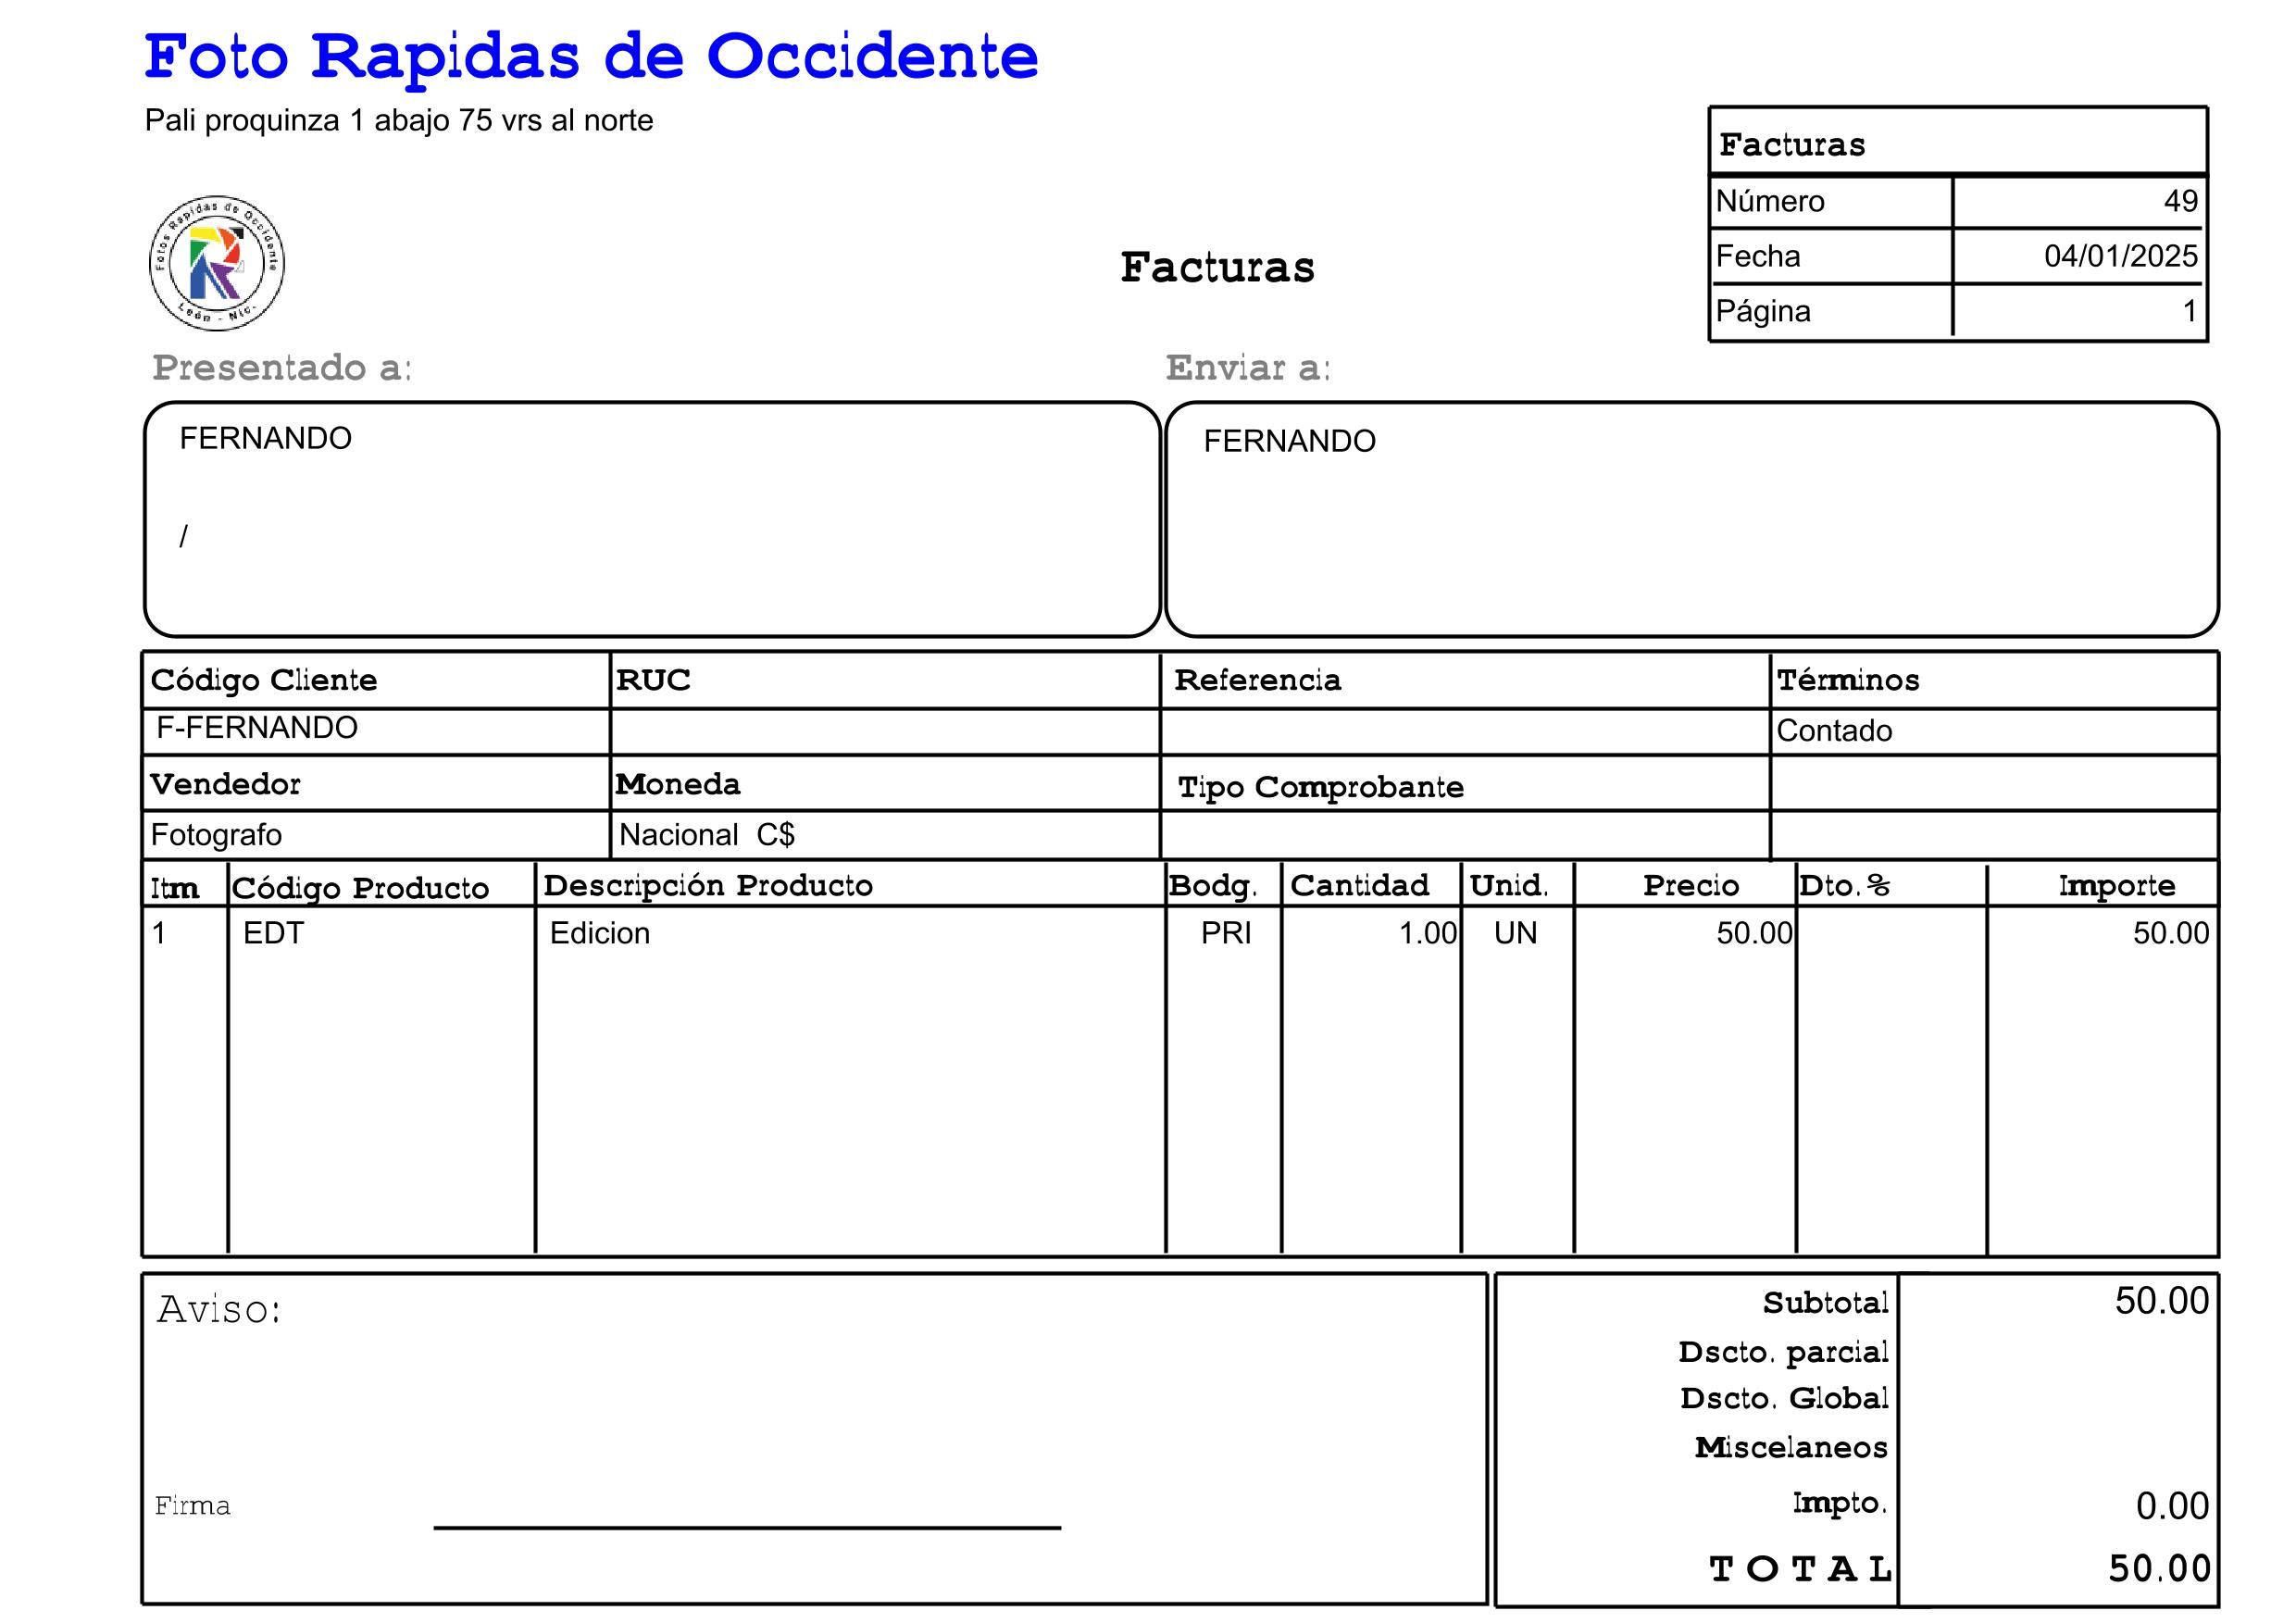 Foto Rapidas de Occidente
Pali proquinza 1 abajo 75 vrs al norte
Fotos Rapidas de Occidente
León - Nic.
Facturas
Facturas
Número 49
Fecha 04/01/2025
Página 1
Presentado a: Enviar a:
FERNANDO FERNANDO
/
Código Cliente RUC Referencia Términos
F-FERNANDO Contado
Vendedor Moneda Tipo Comprobante
Fotografo Nacional C$
Itm Código Producto Descripción Producto Bodg. Cantidad Unid. Precio Dto.% Importe
1 EDT Edicion PRI 1.00 UN 50.00 50.00
Aviso:
Subtotal 50.00
Dscto. parcial
Dscto. Global
Miscelaneos
Firma
Impto. 0.00
TOTAL 50.00